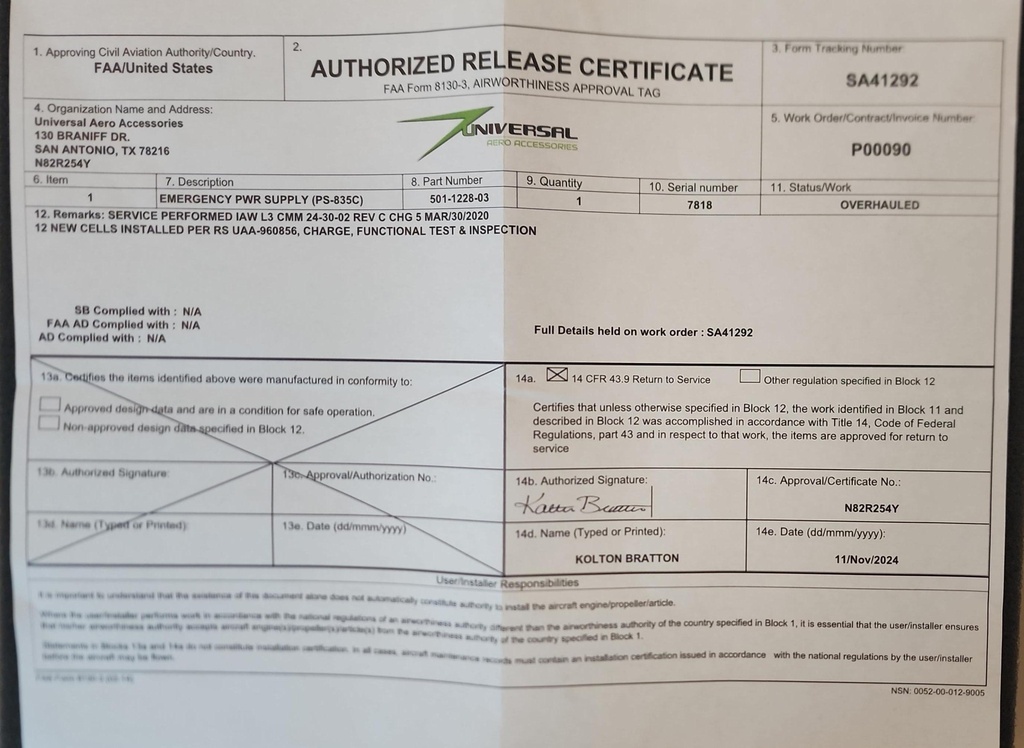 1. Approving Civil Aviation Authority/Country.
FAA/United States
2.
AUTHORIZED RELEASE CERTIFICATE
FAA Form 8130-3, AIRWORTHINESS APPROVAL TAG
3. Form Tracking Number
SA41292
4. Organization Name and Address:
Universal Aero Accessories
130 BRANIFF DR.
SAN ANTONIO, TX 78216
N82R254Y
UNIVERSAL
AERO ACCESSORIES
5. Work Order/Contract/Invoice Number
P00090
6. Item
1
7. Description
EMERGENCY PWR SUPPLY (PS-835C)
8. Part Number
501-1228-03
9. Quantity
1
10. Serial number
7818
11. Status/Work
OVERHAULED
12. Remarks: SERVICE PERFORMED IAW L3 CMM 24-30-02 REV C CHG 5 MAR/30/2020
12 NEW CELLS INSTALLED PER RS UAA-960856, CHARGE, FUNCTIONAL TEST & INSPECTION
SB Complied with : N/A
FAA AD Complied with : N/A
AD Complied with : N/A
Full Details held on work order : SA41292
13a. Certifies the items identified above were manufactured in conformity to:
Approved design data and are in a condition for safe operation.
Non-approved design data specified in Block 12.
14a. 14 CFR 43.9 Return to Service
Other regulation specified in Block 12
Certifies that unless otherwise specified in Block 12, the work identified in Block 11 and
described in Block 12 was accomplished in accordance with Title 14, Code of Federal
Regulations, part 43 and in respect to that work, the items are approved for return to
service
13b. Authorized Signature:
13c. Approval/Authorization No.:
14b. Authorized Signature:
14c. Approval/Certificate No.:
N82R254Y
13d. Name (Typed or Printed):
13e. Date (dd/mmm/yyyy)
14d. Name (Typed or Printed):
KOLTON BRATTON
14e. Date (dd/mmm/yyyy):
11/Nov/2024
User/Installer Responsibilities
It is important to understand that the existence of this document alone does not automatically constitute authority to install the aircraft engine/propeller/article.
Where the user/installer performs work in accordance with the national regulations of an airworthiness authority different than the airworthiness authority of the country specified in Block 1, it is essential that the user/installer ensures
that his/her airworthiness authority accepts aircraft engine(s)/propeller(s)/article(s) from the airworthiness authority of the country specified in Block 1.
Statements in Blocks 13a and 14a do not constitute installation certification. In all cases, aircraft maintenance records must contain an installation certification issued in accordance with the national regulations by the user/installer
before the aircraft may be flown.
NSN: 0052-00-012-9005